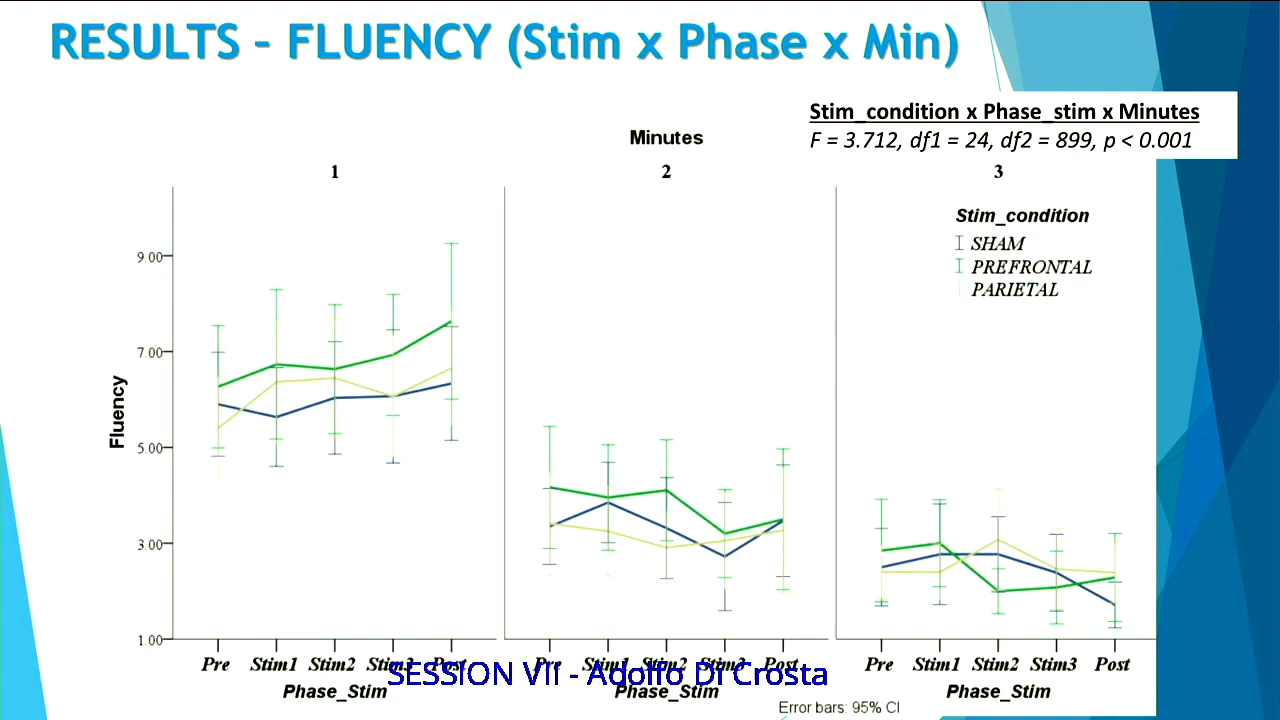 RESULTS – FLUENCY (Stim x Phase x Min)
Stim_condition x Phase_stim x Minutes
F = 3.712, df1 = 24, df2 = 899, p < 0.001
Minutes
1
2
3
Stim_condition
SHAM
PREFRONTAL
PARIETAL
Fluency
9.00
7.00
5.00
3.00
1.00
Pre Stim1 Stim2 Stim3 Post
Pre Stim1 Stim2 Stim3 Post
Pre Stim1 Stim2 Stim3 Post
SESSION VII - Adolfo Di Crosta
Phase_Stim
Phase_Stim
Phase_Stim
Error bars: 95% CI